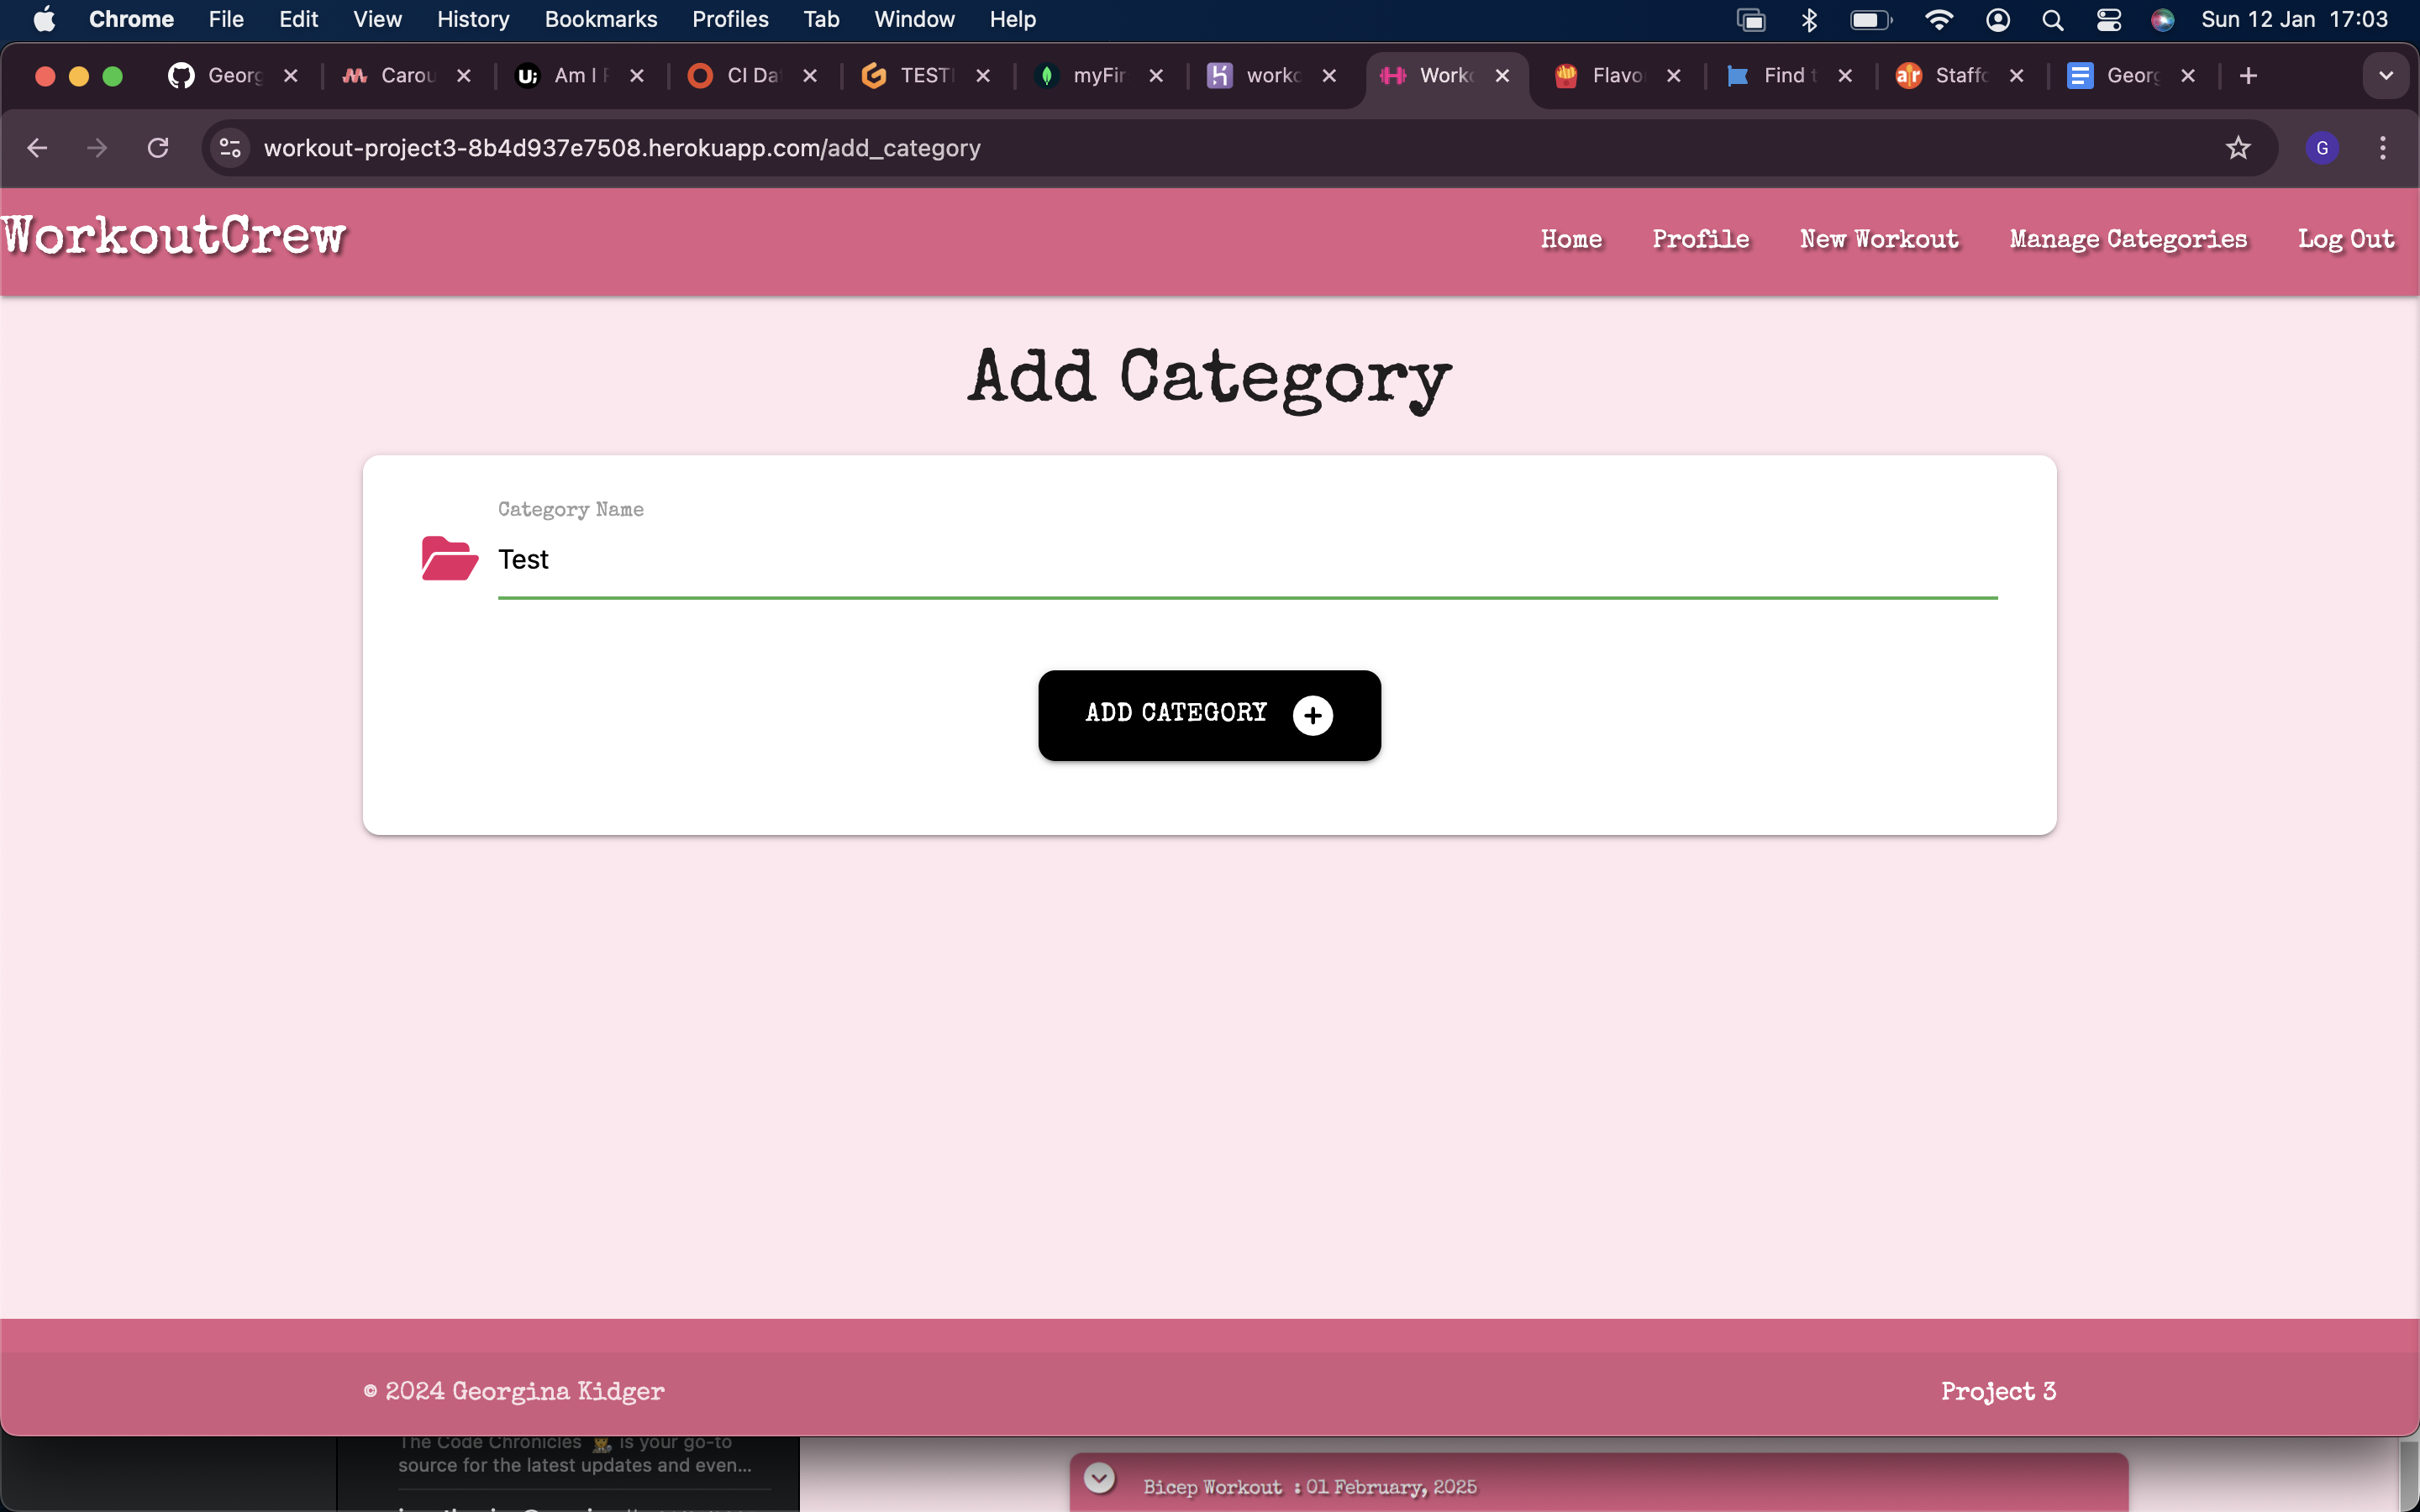 Chrome File Edit View History Bookmarks Profiles Tab Window Help Sun 12 Jan 17:03
Georg Carou Am I CI Da TEST myFir work Work Flavo Find Staff Georg
workout-project3-8b4d937e7508.herokuapp.com/add_category G
WorkoutCrew Home Profile New Workout Manage Categories Log Out
Add Category
Category Name
Test
ADD CATEGORY
© 2024 Georgina Kidger Project 3
The Code Chronicles 👩‍🍳 is your go-to
source for the latest updates and even...
Bicep Workout : 01 February, 2025